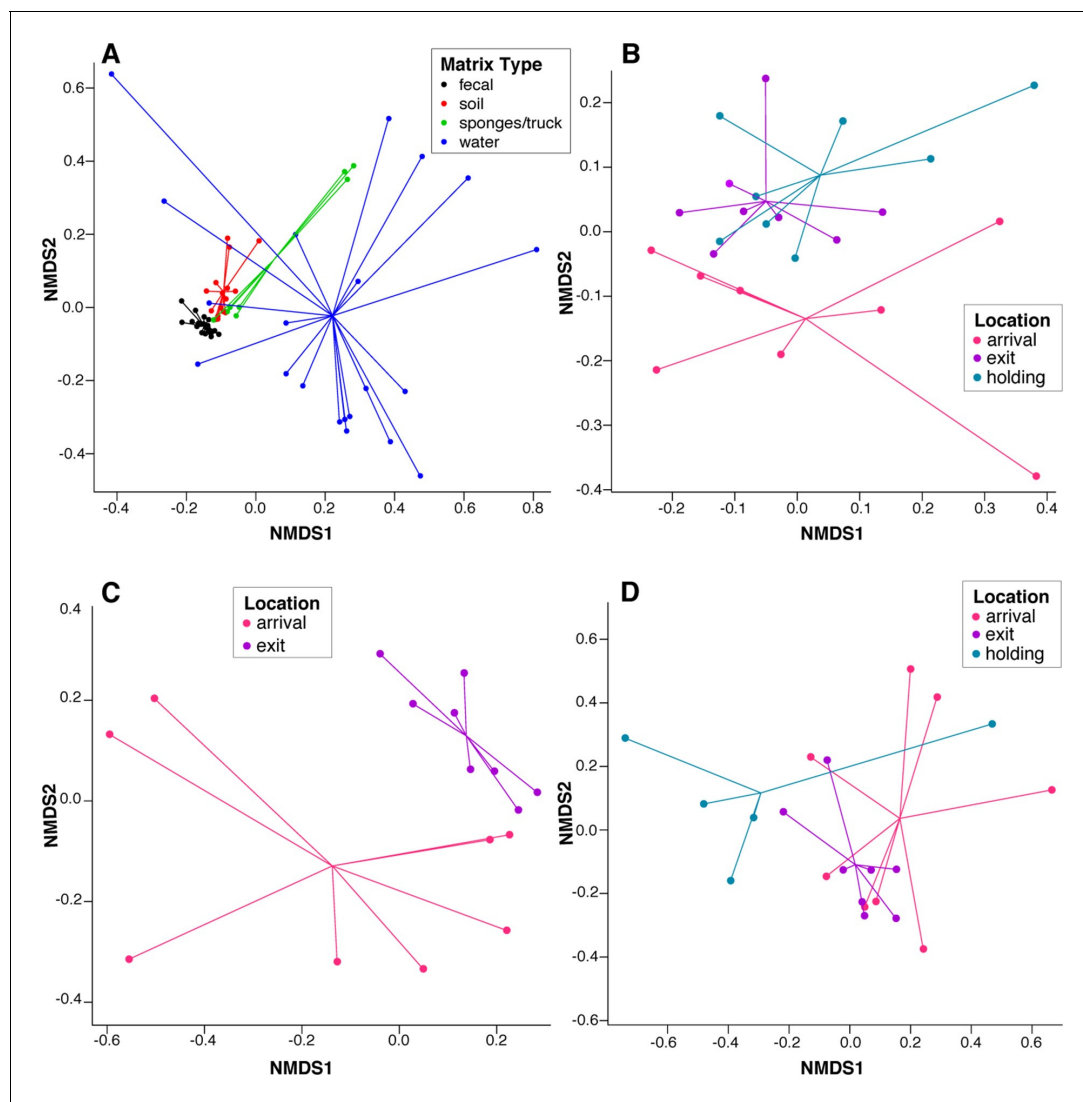 A
Matrix Type
fecal
soil
sponges/truck
water
0.6
0.4
0.2
0.0
-0.2
-0.4
NMDS2
-0.4 -0.2 0.0 0.2 0.4 0.6 0.8
NMDS1
B
0.2
0.1
0.0
-0.1
-0.2
-0.3
-0.4
NMDS2
Location
arrival
exit
holding
-0.2 -0.1 0.0 0.1 0.2 0.3 0.4
NMDS1
C
Location
arrival
exit
0.4
0.2
0.0
-0.2
-0.4
NMDS2
-0.6 -0.4 -0.2 0.0 0.2
NMDS1
D
Location
arrival
exit
holding
0.6
0.4
0.2
0.0
-0.2
-0.4
-0.6
NMDS2
-0.6 -0.4 -0.2 0.0 0.2 0.4 0.6
NMDS1